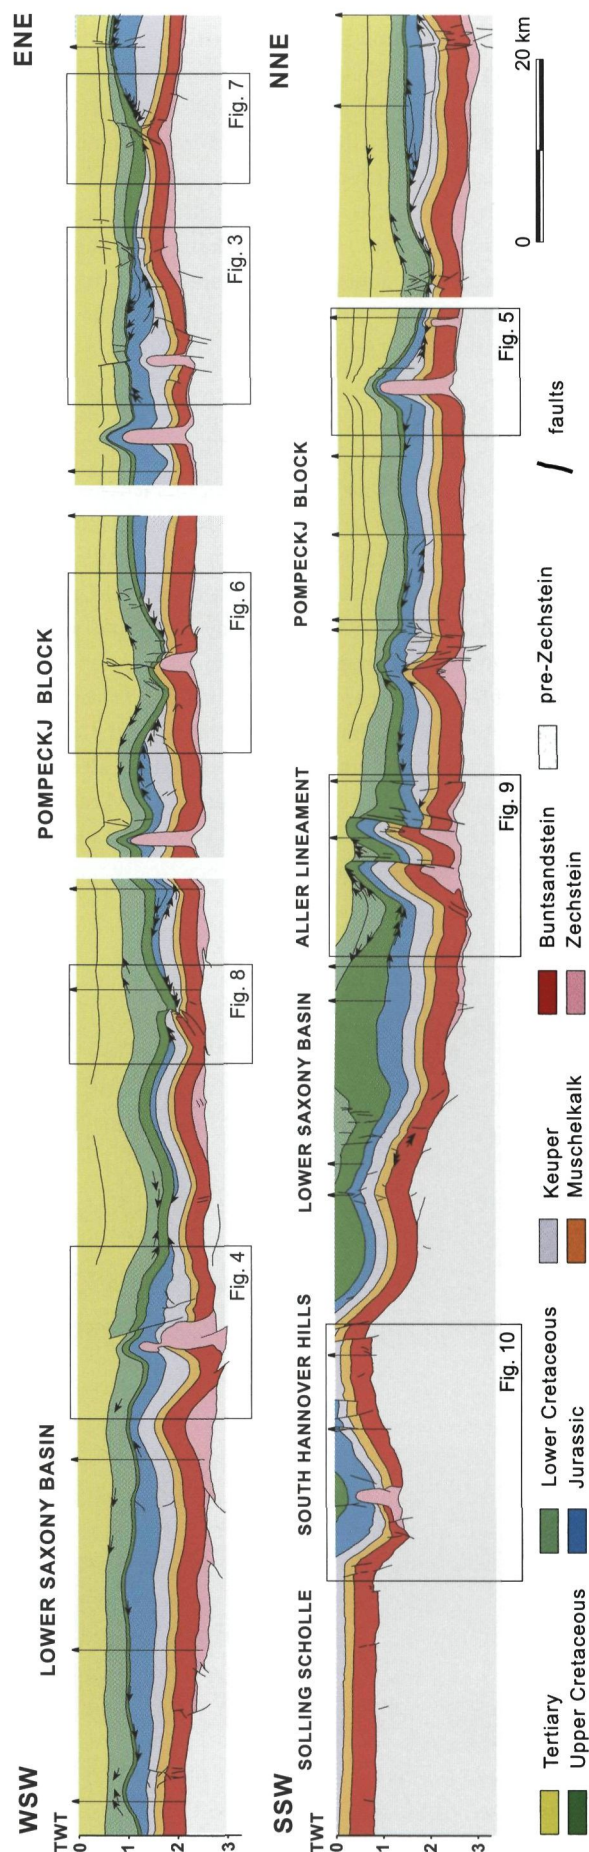 WSW
ENE
LOWER SAXONY BASIN
POMPECKJ BLOCK
TWT
0
1
2
3
Fig. 4
Fig. 8
Fig. 6
Fig. 3
Fig. 7
SSW
NNE
SOLLING SCHOLLE
SOUTH HANNOVER HILLS
LOWER SAXONY BASIN
ALLER LINEAMENT
POMPECKJ BLOCK
TWT
0
1
2
3
Fig. 10
Fig. 9
Fig. 5
0
20 km
Tertiary
Upper Cretaceous
Lower Cretaceous
Jurassic
Keuper
Muschelkalk
Buntsandstein
Zechstein
pre-Zechstein
faults